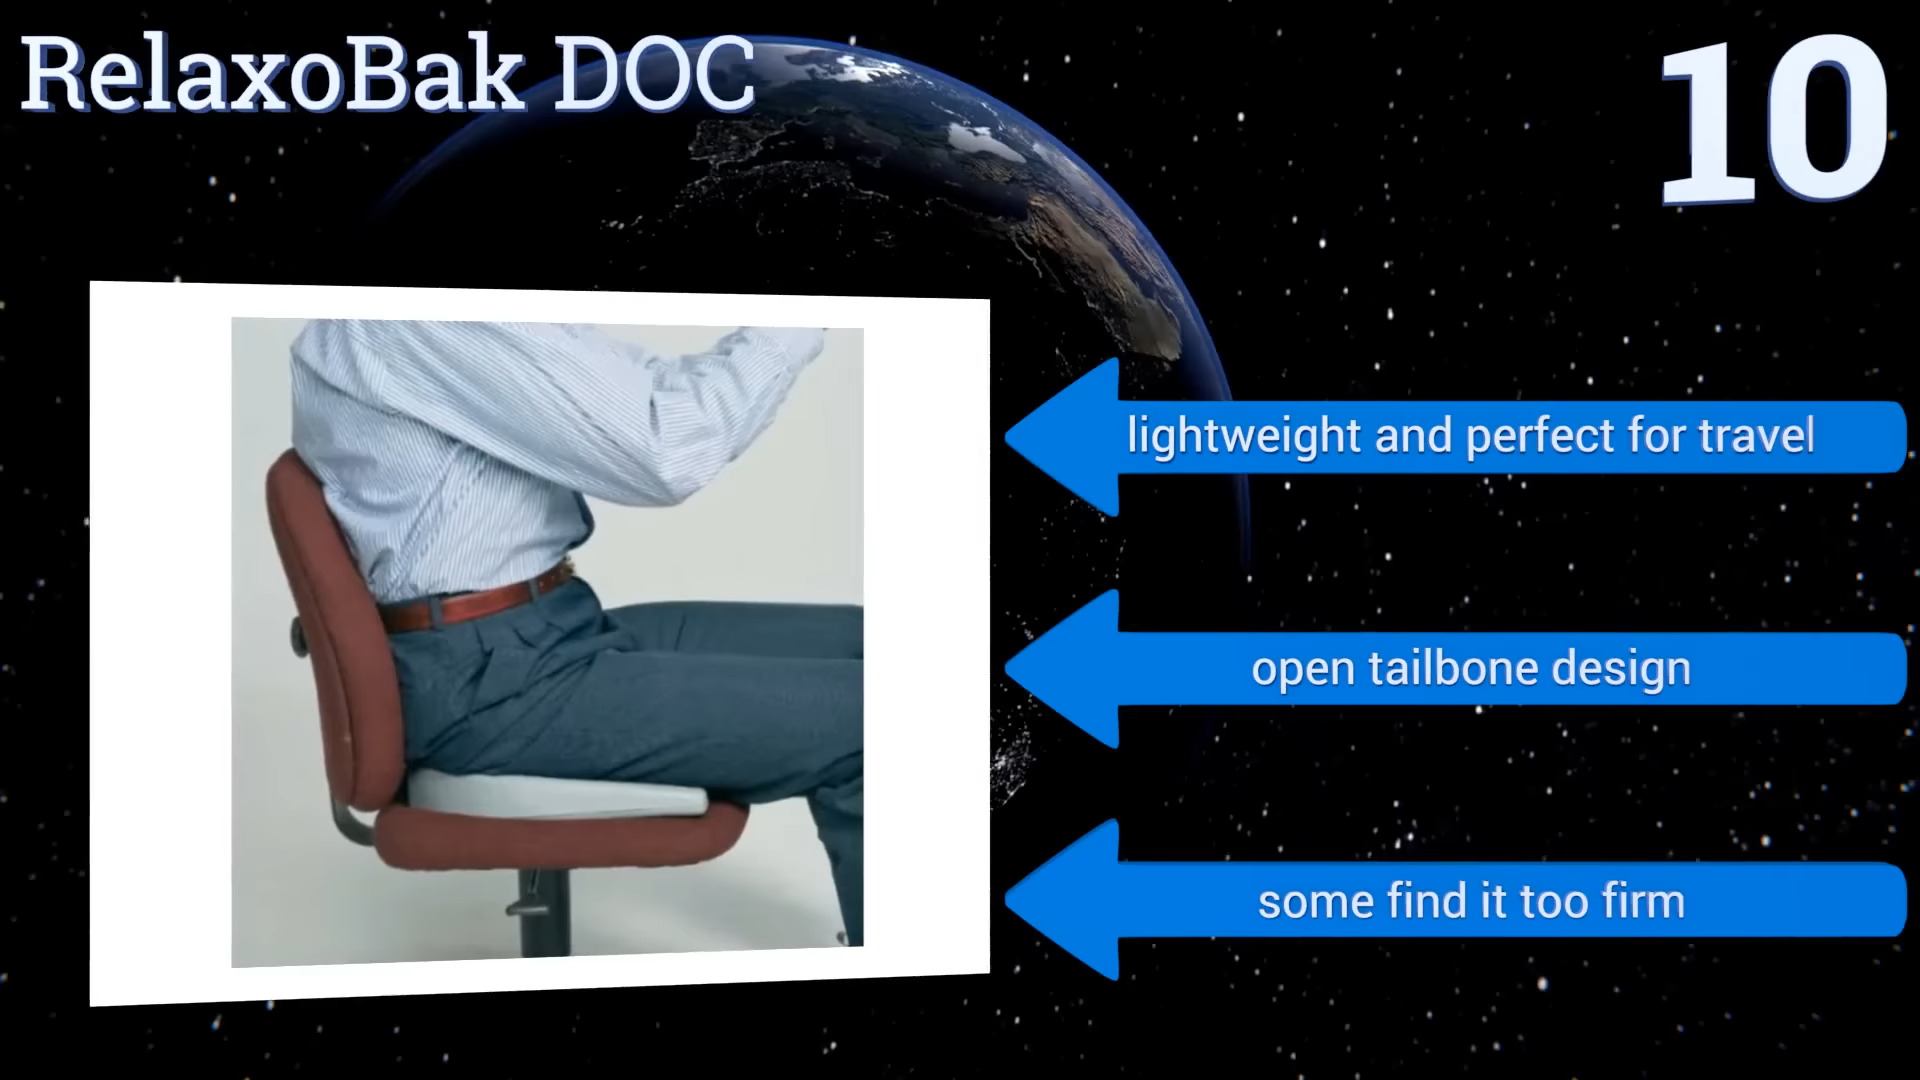 RelaxoBak DOC
10
lightweight and perfect for travel
open tailbone design
some find it too firm